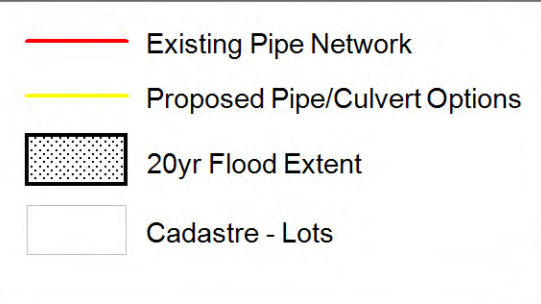 Existing Pipe Network
Proposed Pipe/Culvert Options
20yr Flood Extent
Cadastre - Lots